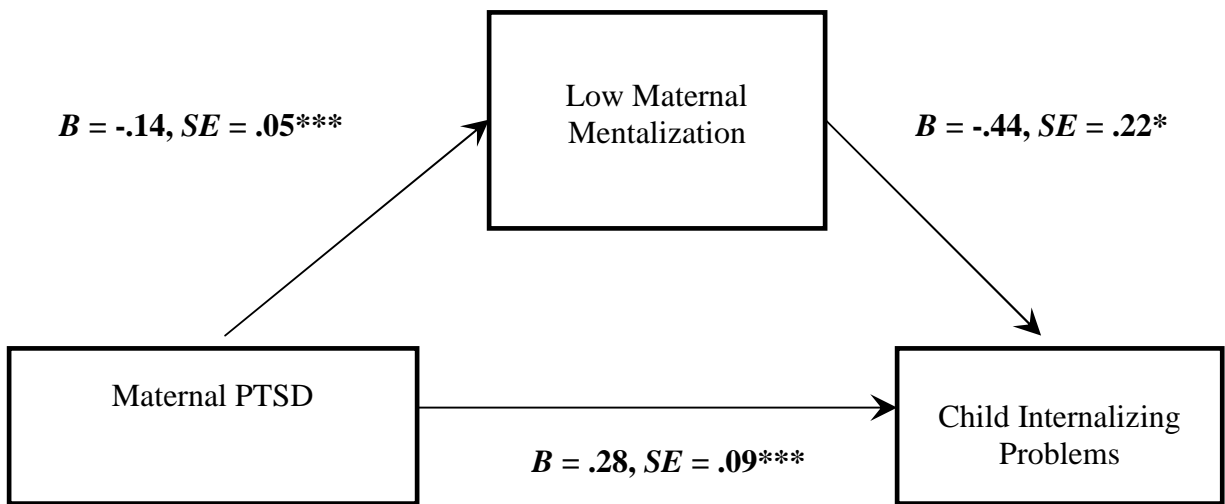 Low Maternal
Mentalization
B = -.14, SE = .05***
B = -.44, SE = .22*
Maternal PTSD
Child Internalizing
Problems
B = .28, SE = .09***